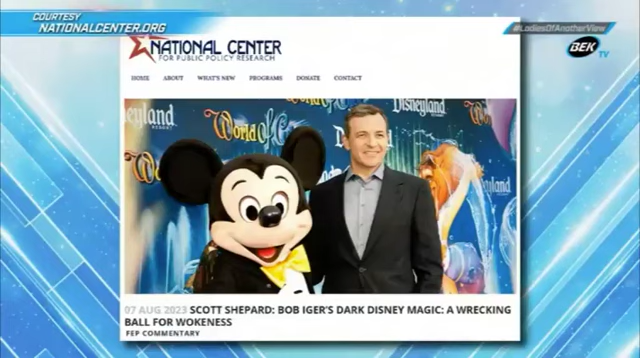 COURTESY
NATIONALCENTER.ORG
#LadiesOfAnotherView
BEK TV
NATIONAL CENTER
FOR PUBLIC POLICY RESEARCH
HOME ABOUT WHAT'S NEW PROGRAMS DONATE CONTACT
Disneyland
World of
Disneyland
07 AUG 2023 SCOTT SHEPARD: BOB IGER'S DARK DISNEY MAGIC: A WRECKING
BALL FOR WOKENESS
FEP COMMENTARY